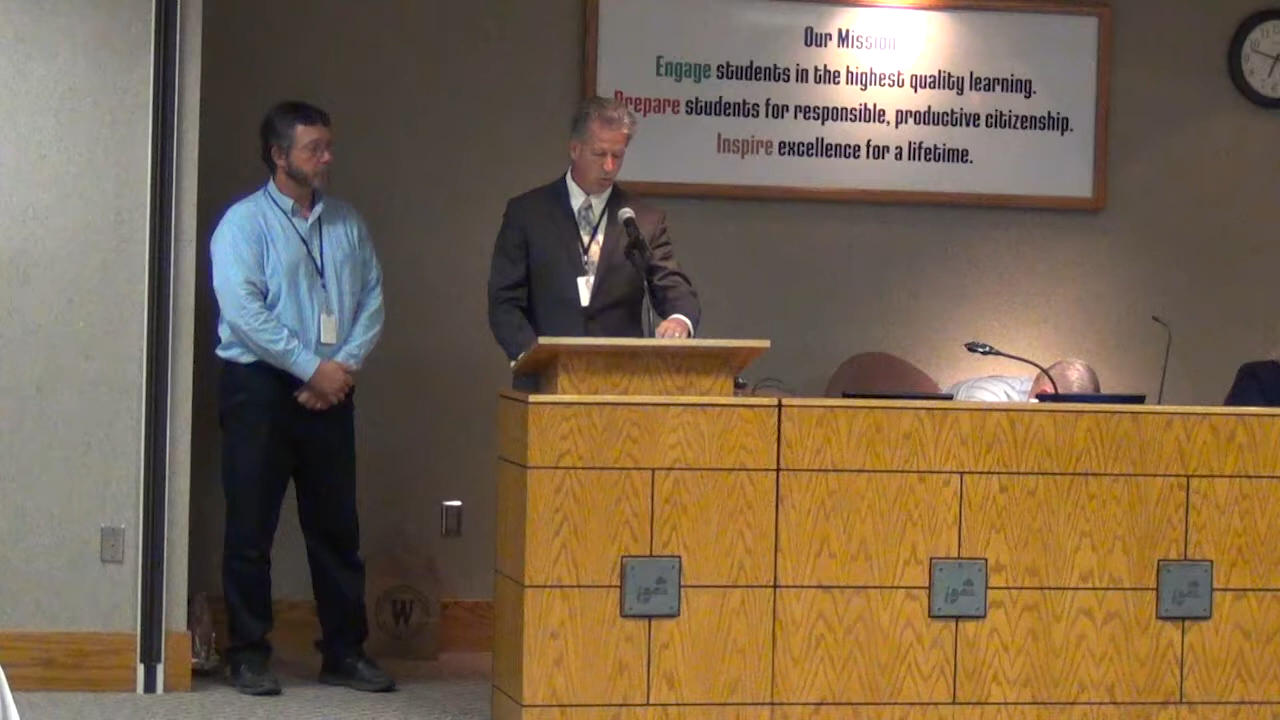 Our Mission
Engage students in the highest quality learning.
Prepare students for responsible, productive citizenship.
Inspire excellence for a lifetime.
W